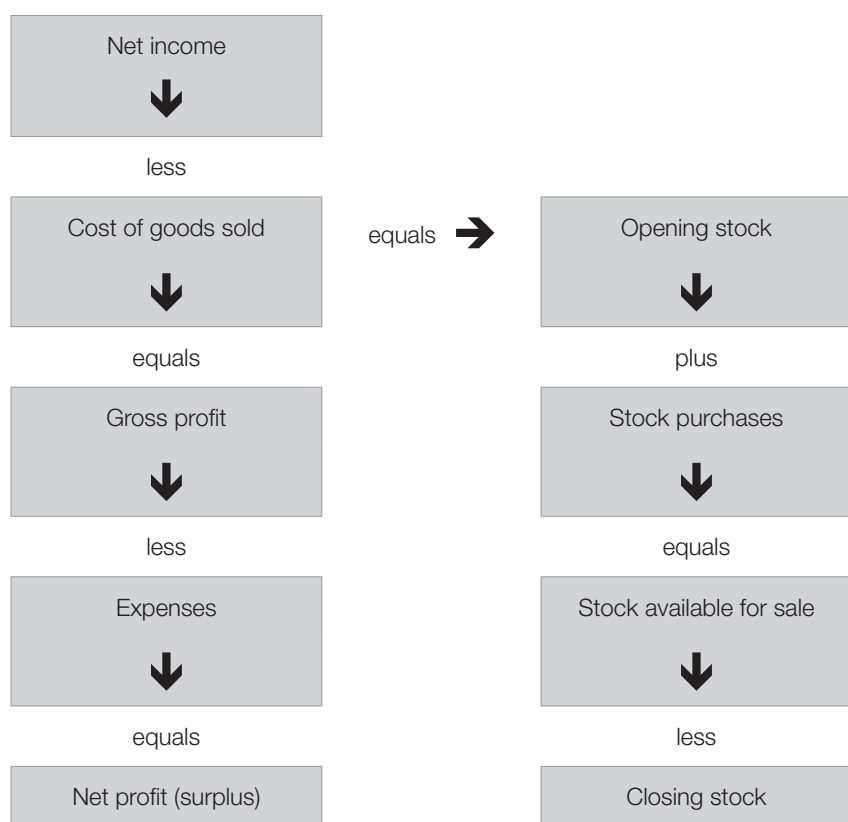 Net income
less
Cost of goods sold
equals
Opening stock
equals
plus
Gross profit
Stock purchases
less
equals
Expenses
Stock available for sale
equals
less
Net profit (surplus)
Closing stock